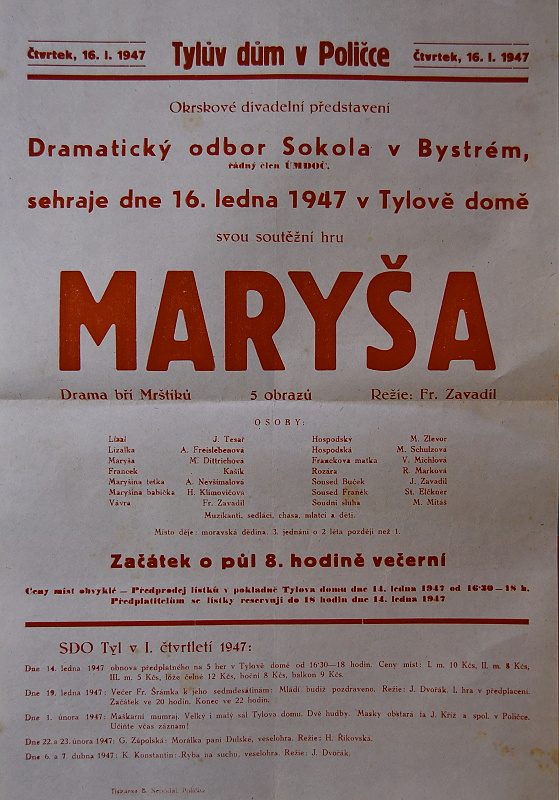 Čtvrtek, 16. I. 1947 Tylův dům v Poličce Čtvrtek, 16. I. 1947
Okrskové divadelní představení
Dramatický odbor Sokola v Bystrém,
řádný člen ÚMDOČ,
sehraje dne 16. ledna 1947 v Tylově domě
svou soutěžní hru
MARYŠA
Drama bří Mrštíků 5 obrazů Režie: Fr. Zavadil
OSOBY:
Lízal J. Tesař Hospodský M. Zlevor
Lízalka A. Freislebenová Hospodská M. Schulzová
Maryša M. Dittrichová Franckova matka V. Michlová
Francek Kašík Rozára R. Marková
Maryšina tetka A. Nevšímalová Soused Buček J. Zavadil
Maryšina babička H. Klimovičova Soused Franěk St. Elčkner
Vávra Fr. Zavadil Soudní sluha M. Mitáš
Muzikanti, sedláci, chasa, mlatci a děti.
Místo děje: moravská dědina. 3. jednání o 2 léta později než 1.
Začátek o půl 8. hodině večerní
Ceny míst obvyklé — Předprodej lístků v pokladně Tylova domu dne 14. ledna 1947 od 16·30—18 h.
Předplatitelům se lístky reservují do 18 hodin dne 14. ledna 1947
SDO Tyl v I. čtvrtletí 1947:
Dne 14. ledna 1947 obnova předplatného na 5 her v Tylově domě od 16·30—18 hodin. Ceny míst: I. m. 10 Kčs, II. m. 8 Kčs,
III. m. 5 Kčs, lóže čelné 12 Kčs, boční 8 Kčs, balkon 9 Kčs.
Dne 19. ledna 1947: Večer Fr. Šrámka k jeho sedmdesátinám: Mládí budiž pozdraveno. Režie: J. Dvořák. I. hra v předplacení.
Začátek ve 20 hodin. Konec ve 22 hodin.
Dne 1. února 1947: Maškarní mumraj. Velký i malý sál Tylova domu. Dvě hudby. Masky obstará fa J. Kříž a spol. v Poličce.
Učiňte včas záznam!
Dne 22. a 23. února 1947: G. Zápolská: Morálka paní Dulské, veselohra. Režie: H. Říkovská.
Dne 6. a 7. dubna 1947: K. Konstantin: Ryba na suchu, veselohra. Režie: J. Dvořák.
Tiskárna S. Polička